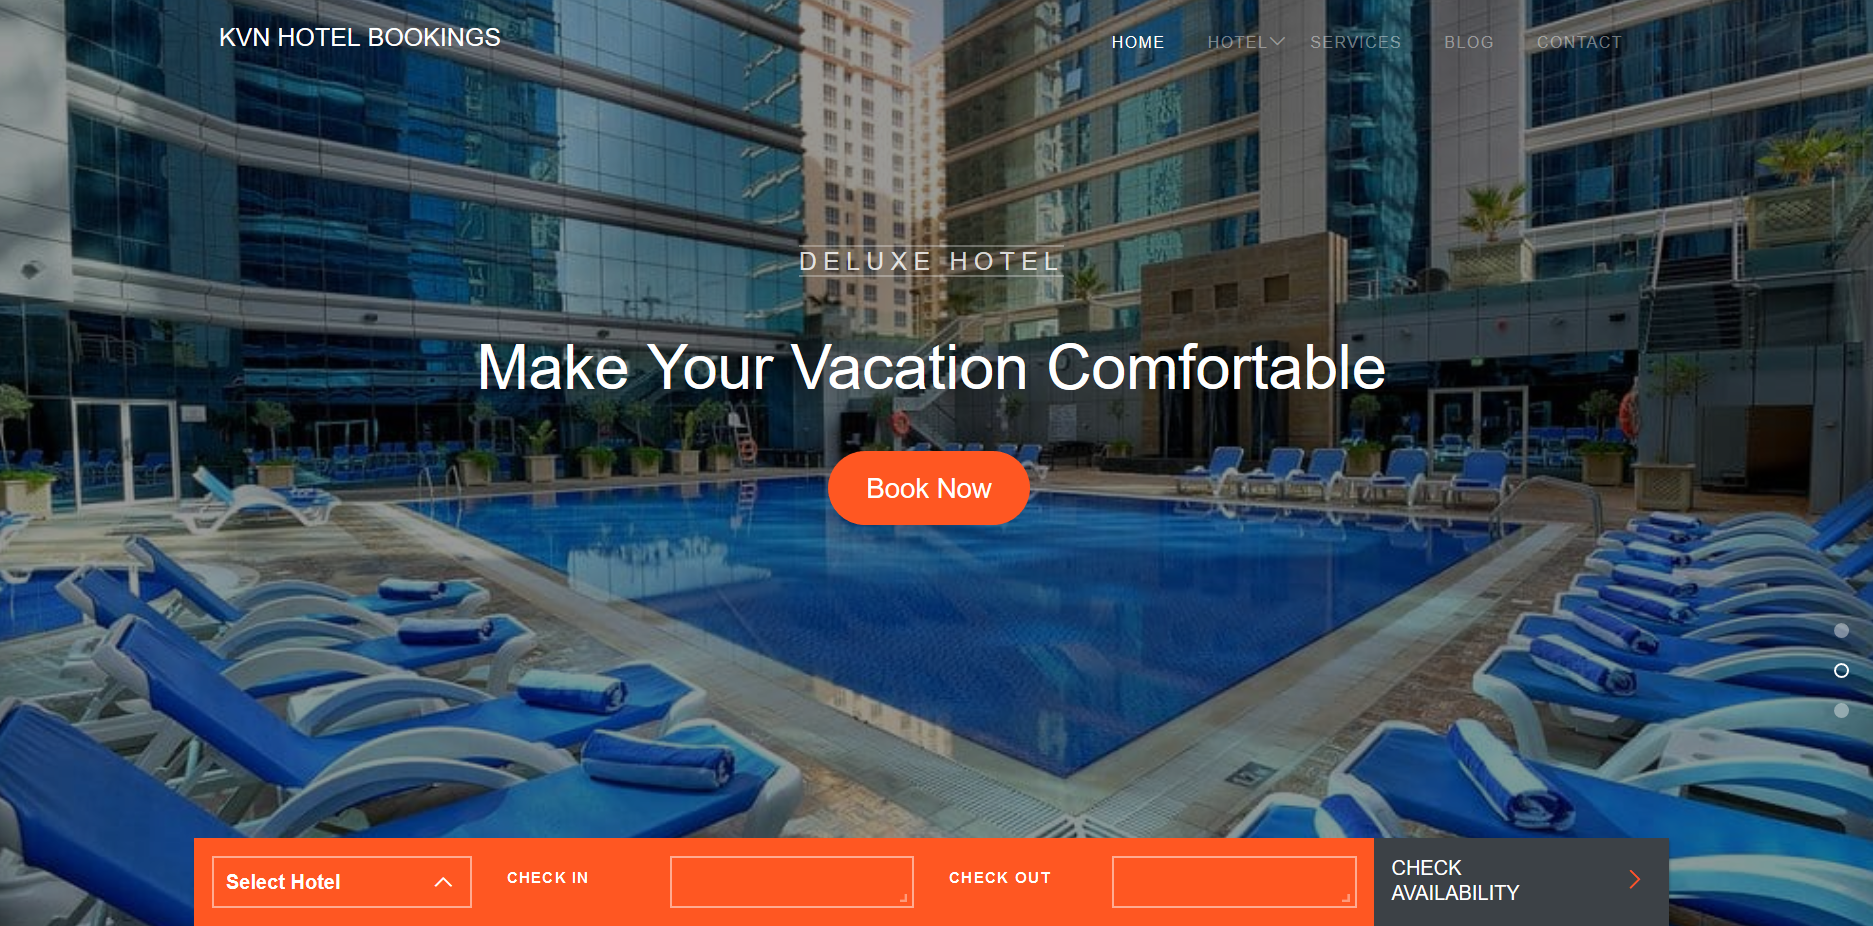 KVN HOTEL BOOKINGS
HOME HOTEL SERVICES BLOG CONTACT
DELUXE HOTEL
Make Your Vacation Comfortable
Book Now
Select Hotel
CHECK IN
CHECK OUT
CHECK
AVAILABILITY